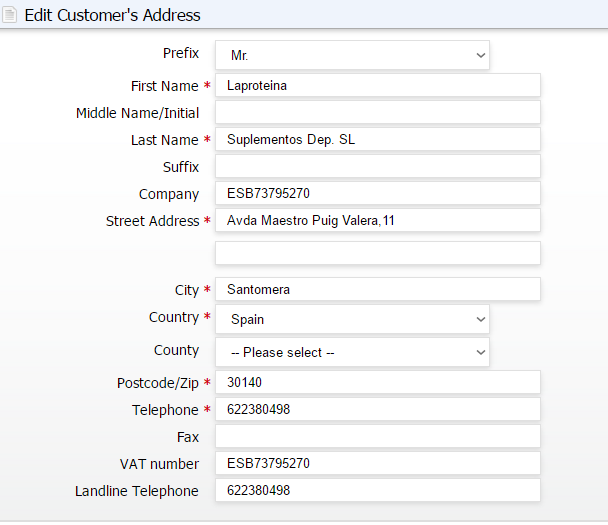 Edit Customer's Address
Prefix Mr.
First Name * Laproteina
Middle Name/Initial
Last Name * Suplementos Dep. SL
Suffix
Company ESB73795270
Street Address * Avda Maestro Puig Valera,11
City * Santomera
Country * Spain
County -- Please select --
Postcode/Zip * 30140
Telephone * 622380498
Fax
VAT number ESB73795270
Landline Telephone 622380498